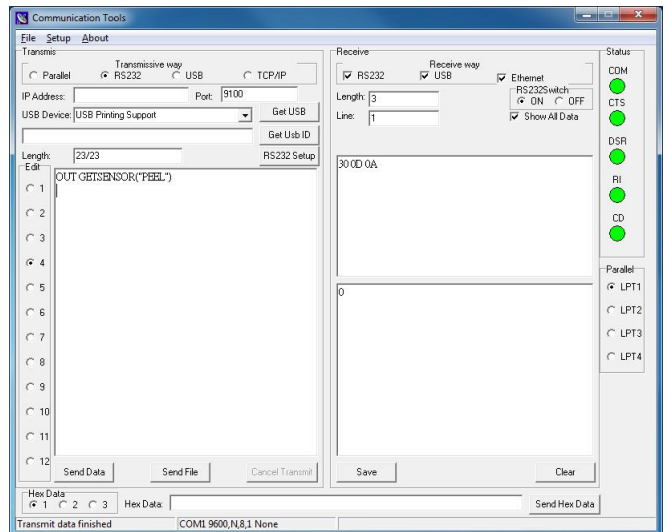 Communication Tools
File Setup About
Transmis
Transmissive way
Parallel RS232 USB TCP/IP
IP Address: Port: 9100
USB Device: USB Printing Support Get USB
Get Usb ID
Length: 23/23 RS232 Setup
Edit
OUT GETSENSOR("PEEL")
1
2
3
4
5
6
7
8
9
10
11
12
Send Data Send File Cancel Transmit
Receive
Receive way
RS232 USB Ethernet
Length: 3
RS232Switch
ON OFF
Line: 1
Show All Data
30 0D 0A
0
Save Clear
Status
COM
CTS
DSR
RI
CD
Parallel
LPT1
LPT2
LPT3
LPT4
Hex Data
1 2 3 Hex Data: Send Hex Data
Transmit data finished COM1 9600,N,8,1 None